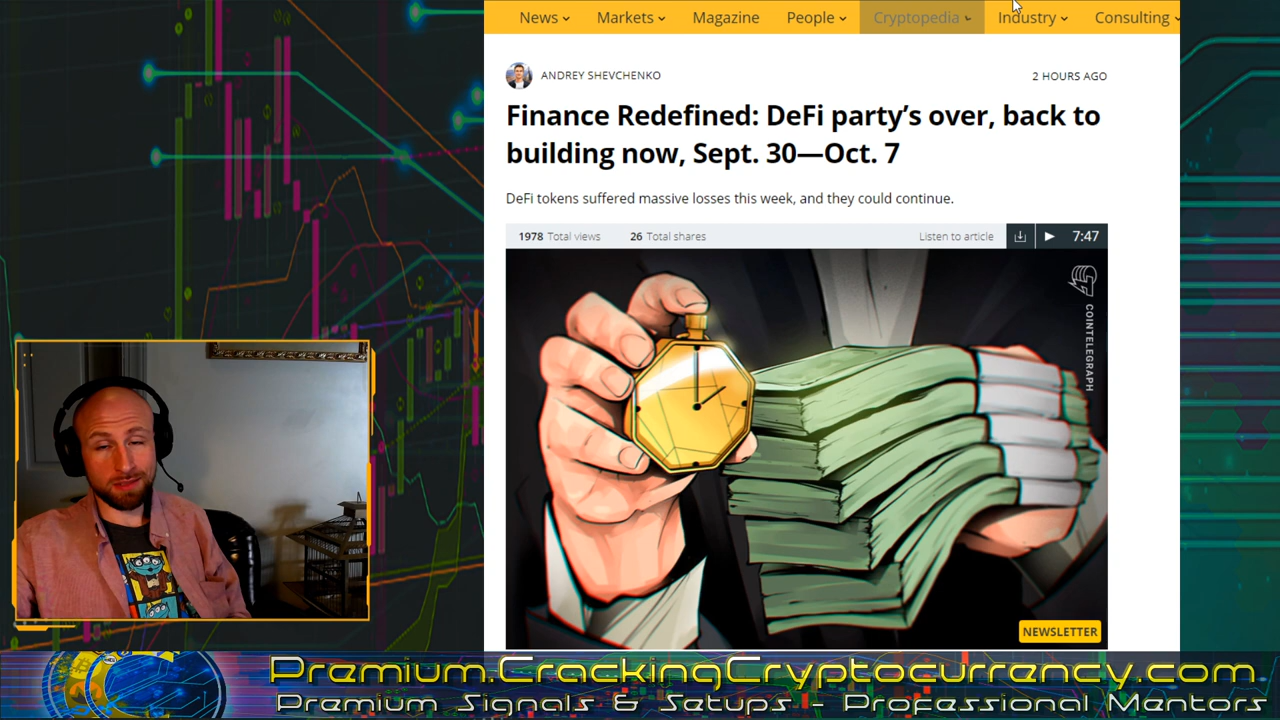 News Markets Magazine People Cryptopedia Industry Consulting
ANDREY SHEVCHENKO 2 HOURS AGO
Finance Redefined: DeFi party’s over, back to
building now, Sept. 30—Oct. 7
DeFi tokens suffered massive losses this week, and they could continue.
1978 Total views 26 Total shares Listen to article 7:47
COINTELEGRAPH
NEWSLETTER
Premium.CrackingCryptocurrency.com
Premium Signals & Setups - Professional Mentors